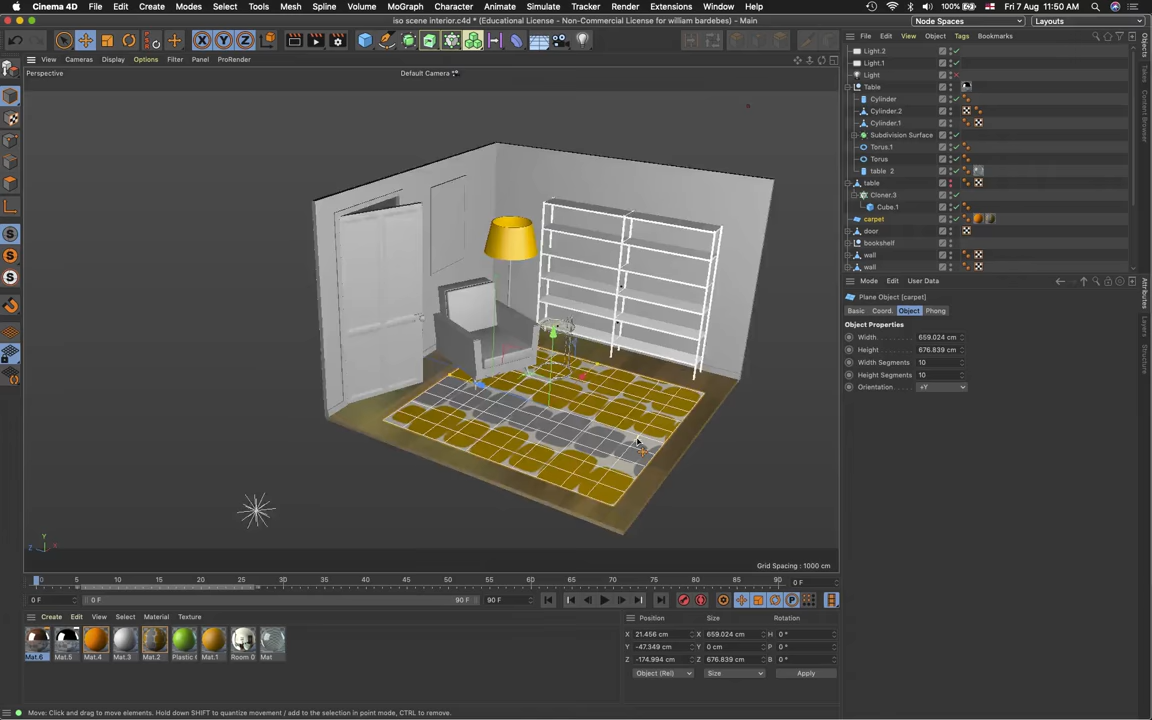 Cinema 4D File Edit Create Modes Select Tools Mesh Spline Volume MoGraph Character Animate Simulate Tracker Render Extensions Window Help 100% Fri 7 Aug 11:50 AM
iso scene interior.c4d * (Educational License - Non-Commercial License for william bardebes) - Main
Node Spaces Layouts
File Edit View Object Tags Bookmarks
View Cameras Display Options Filter Panel ProRender
Perspective
Default Camera
Light.2
Light.1
Light
Table
Cylinder
Cylinder.2
Cylinder.1
Subdivision Surface
Torus.1
Torus
table 2
table
Cloner.3
Cube.1
carpet
door
bookshelf
wall
wall
Objects
Takes
Content Browser
Attributes
Layers
Structure
Mode Edit User Data
Plane Object [carpet]
Basic Coord. Object Phong
Object Properties
Width 659.024 cm
Height 676.839 cm
Width Segments 10
Height Segments 10
Orientation +Y
X Y Z
Y
Z X
Grid Spacing : 1000 cm
0 5 10 15 20 25 30 35 40 45 50 55 60 65 70 75 80 85 90 0 F
0 F 0 F 90 F 90 F
Create Edit View Select Material Texture
Mat.6 Mat.5 Mat.4 Mat.3 Mat.2 Plastic Mat.1 Room 0 Mat
Position Size Rotation
X 21.456 cm X 659.024 cm H 0 °
Y -47.349 cm Y 0 cm P 0 °
Z -174.994 cm Z 676.839 cm B 0 °
Object (Rel) Size Apply
Move: Click and drag to move elements. Hold down SHIFT to quantize movement / add to the selection in point mode, CTRL to remove.